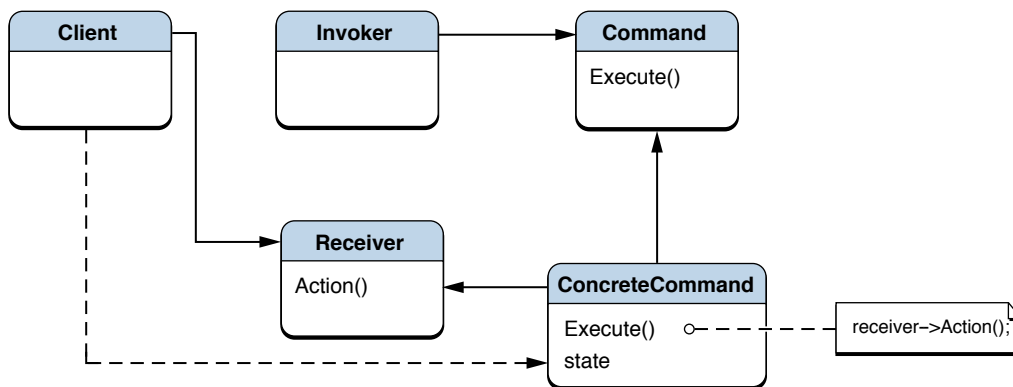 Client
Invoker
Command
Execute()
Receiver
Action()
ConcreteCommand
Execute()
state
receiver–>Action();